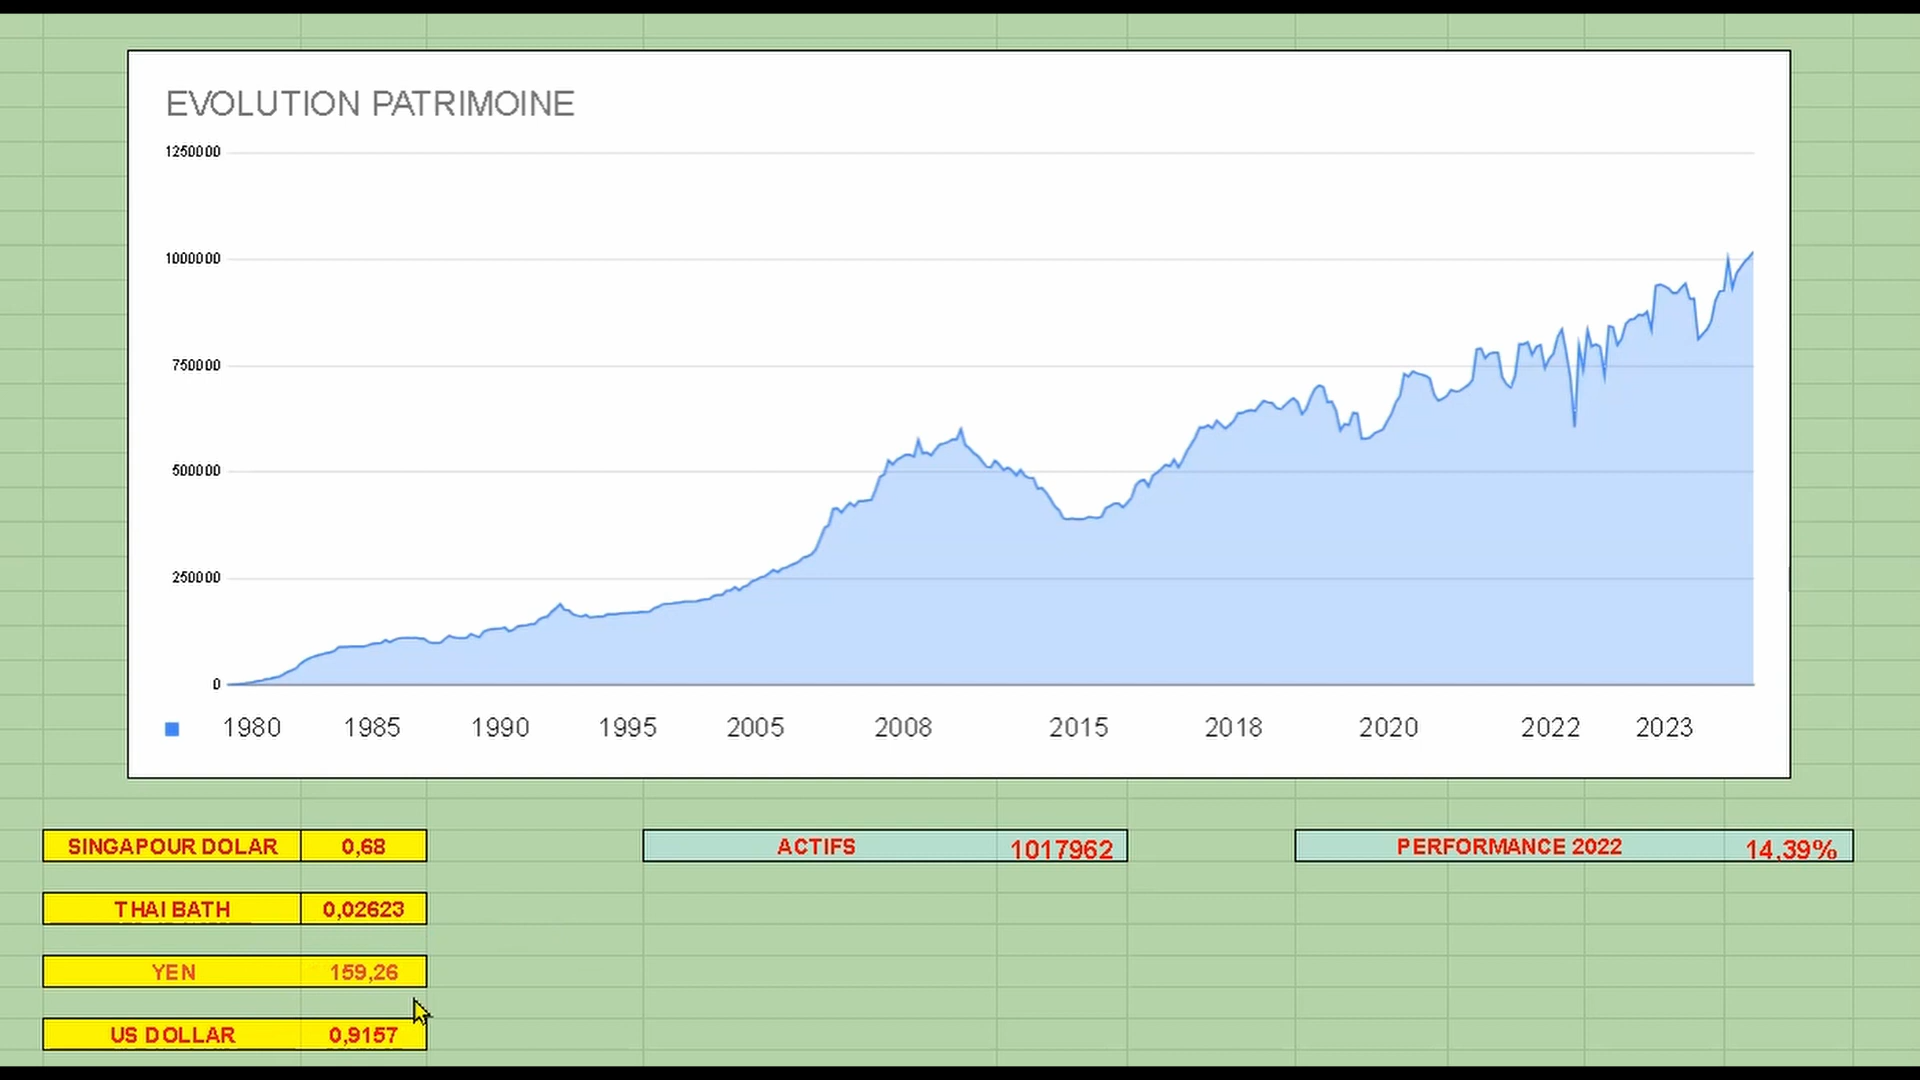 EVOLUTION PATRIMOINE
1250000
1000000
750000
500000
250000
0
1980 1985 1990 1995 2005 2008 2015 2018 2020 2022 2023
SINGAPOUR DOLAR 0,68
ACTIFS 1017962
PERFORMANCE 2022 14,39%
THAI BATH 0,02623
YEN 159,26
US DOLLAR 0,9157